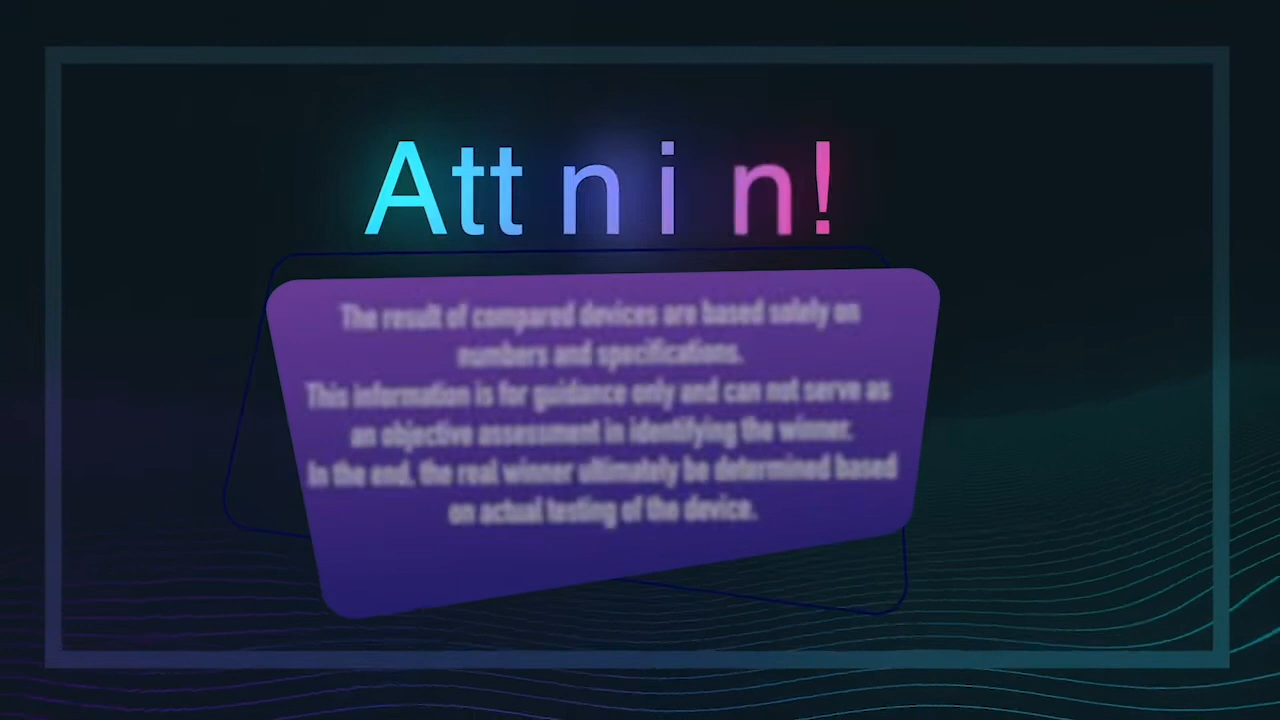 Att n i n!
The result of compared devices are based solely on
numbers and specifications.
This information is for guidance only and can not serve as
an objective assessment in identifying the winner.
In the end, the real winner ultimately be determined based
on actual testing of the device.